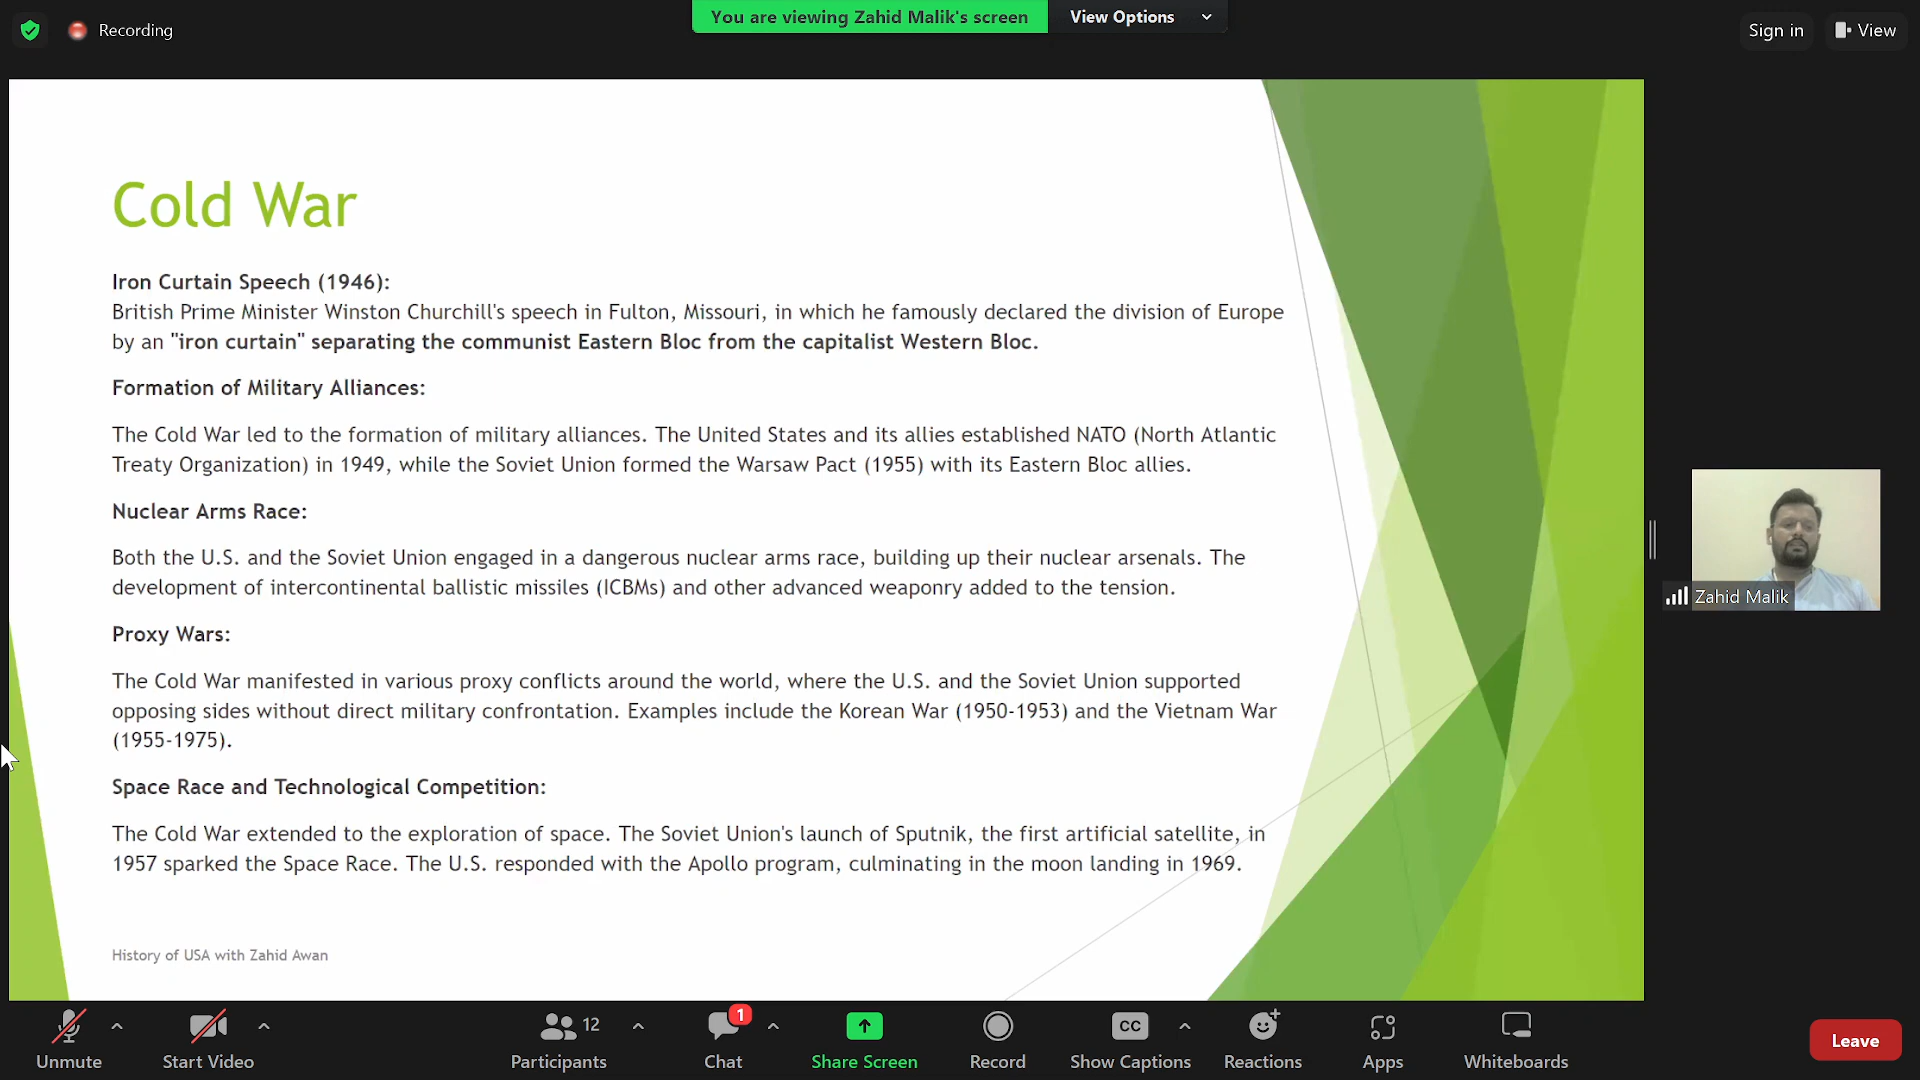 Recording
You are viewing Zahid Malik's screen
View Options
Sign in
View
Cold War
Iron Curtain Speech (1946):
British Prime Minister Winston Churchill's speech in Fulton, Missouri, in which he famously declared the division of Europe
by an "iron curtain" separating the communist Eastern Bloc from the capitalist Western Bloc.
Formation of Military Alliances:
The Cold War led to the formation of military alliances. The United States and its allies established NATO (North Atlantic
Treaty Organization) in 1949, while the Soviet Union formed the Warsaw Pact (1955) with its Eastern Bloc allies.
Nuclear Arms Race:
Both the U.S. and the Soviet Union engaged in a dangerous nuclear arms race, building up their nuclear arsenals. The
development of intercontinental ballistic missiles (ICBMs) and other advanced weaponry added to the tension.
Proxy Wars:
The Cold War manifested in various proxy conflicts around the world, where the U.S. and the Soviet Union supported
opposing sides without direct military confrontation. Examples include the Korean War (1950-1953) and the Vietnam War
(1955-1975).
Space Race and Technological Competition:
The Cold War extended to the exploration of space. The Soviet Union's launch of Sputnik, the first artificial satellite, in
1957 sparked the Space Race. The U.S. responded with the Apollo program, culminating in the moon landing in 1969.
History of USA with Zahid Awan
Zahid Malik
Unmute
Start Video
12
Participants
1
Chat
Share Screen
Record
CC
Show Captions
Reactions
Apps
Whiteboards
Leave